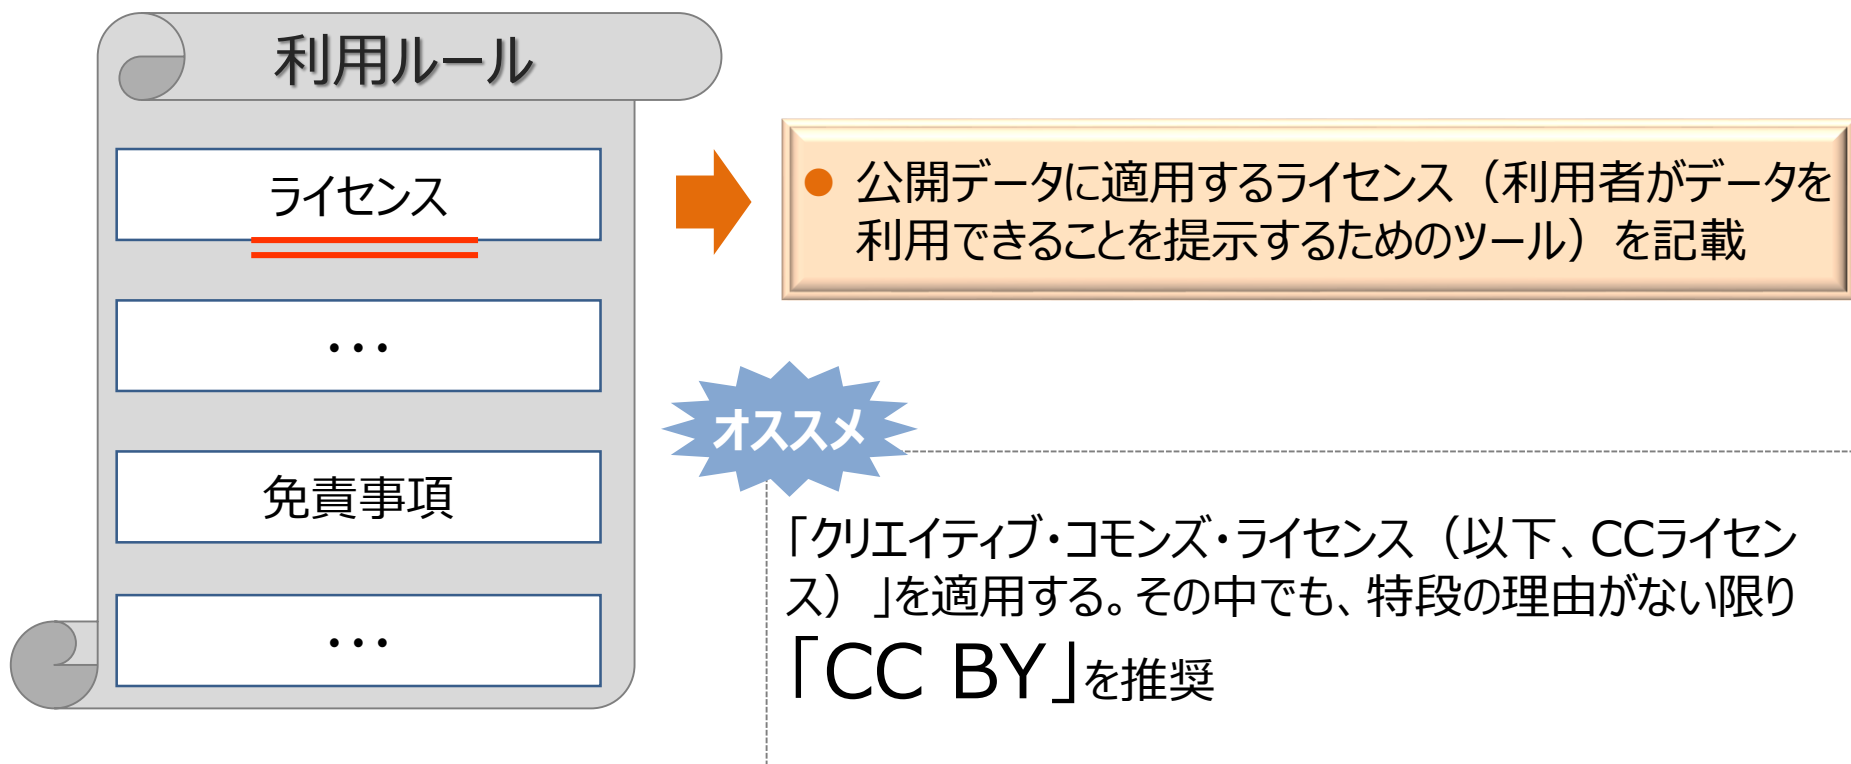 利用ルール
ライセンス
・・・
免責事項
・・・
● 公開データに適用するライセンス（利用者がデータを
利用できることを提示するためのツール）を記載
オススメ
「クリエイティブ・コモンズ・ライセンス（以下、CCライセン
ス）」を適用する。その中でも、特段の理由がない限り
「CC BY」を推奨